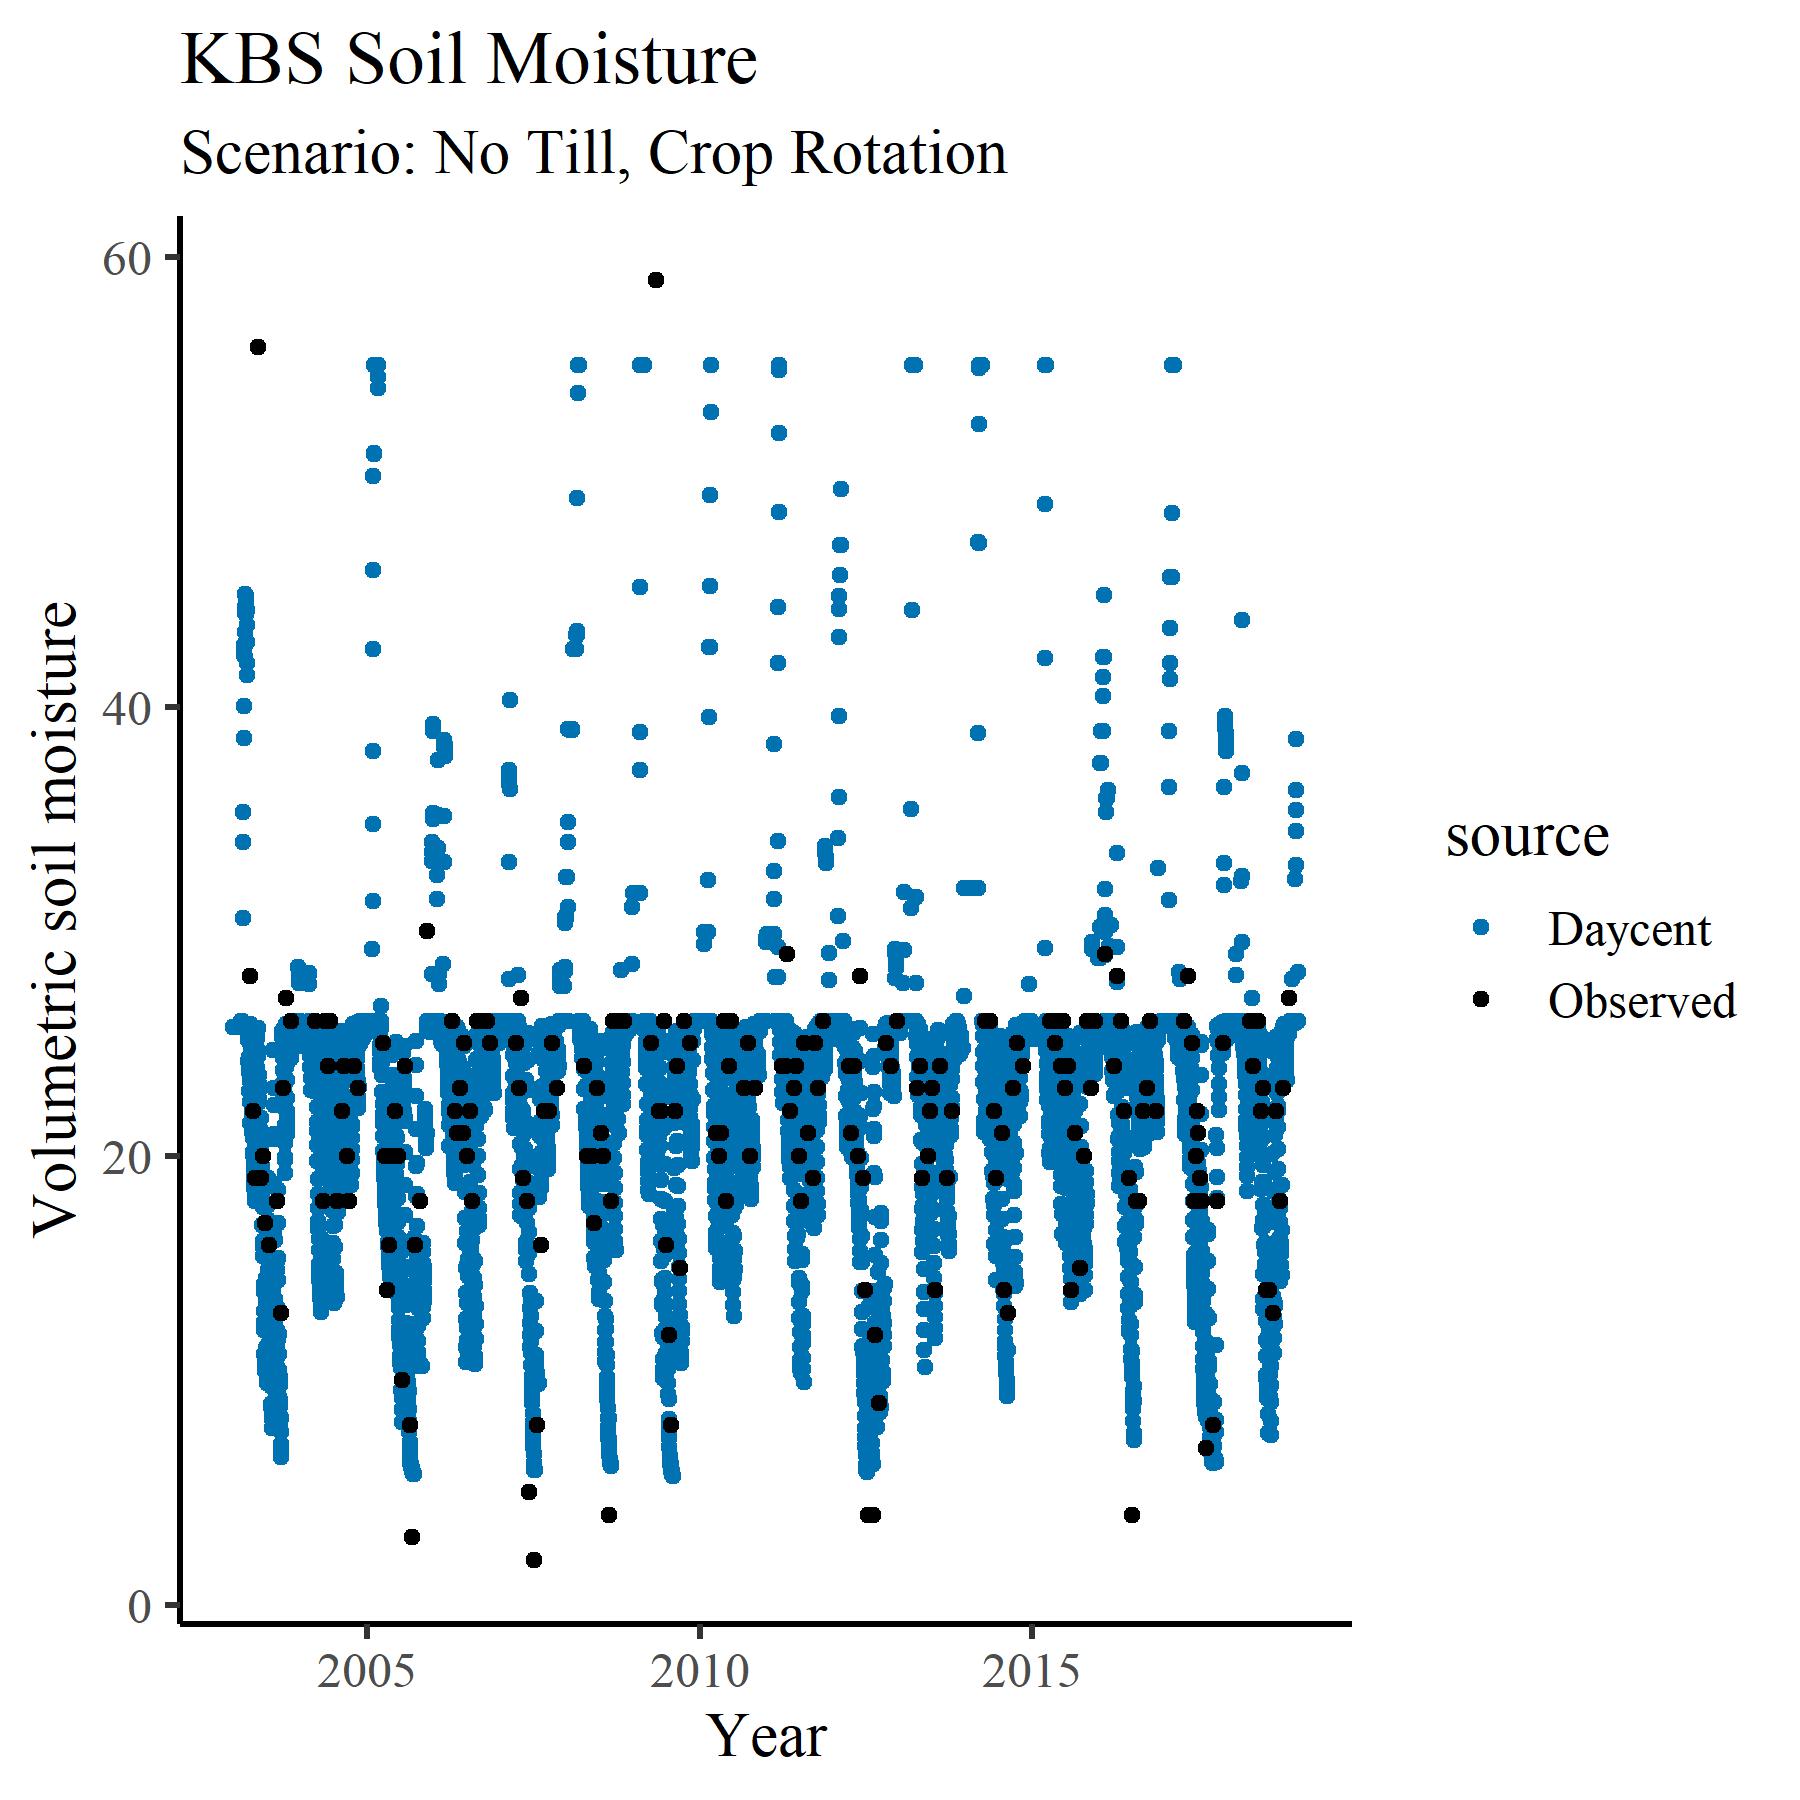 KBS Soil Moisture
Scenario: No Till, Crop Rotation
Volumetric soil moisture
60
40
20
0
2005
2010
2015
Year
source
Daycent
Observed